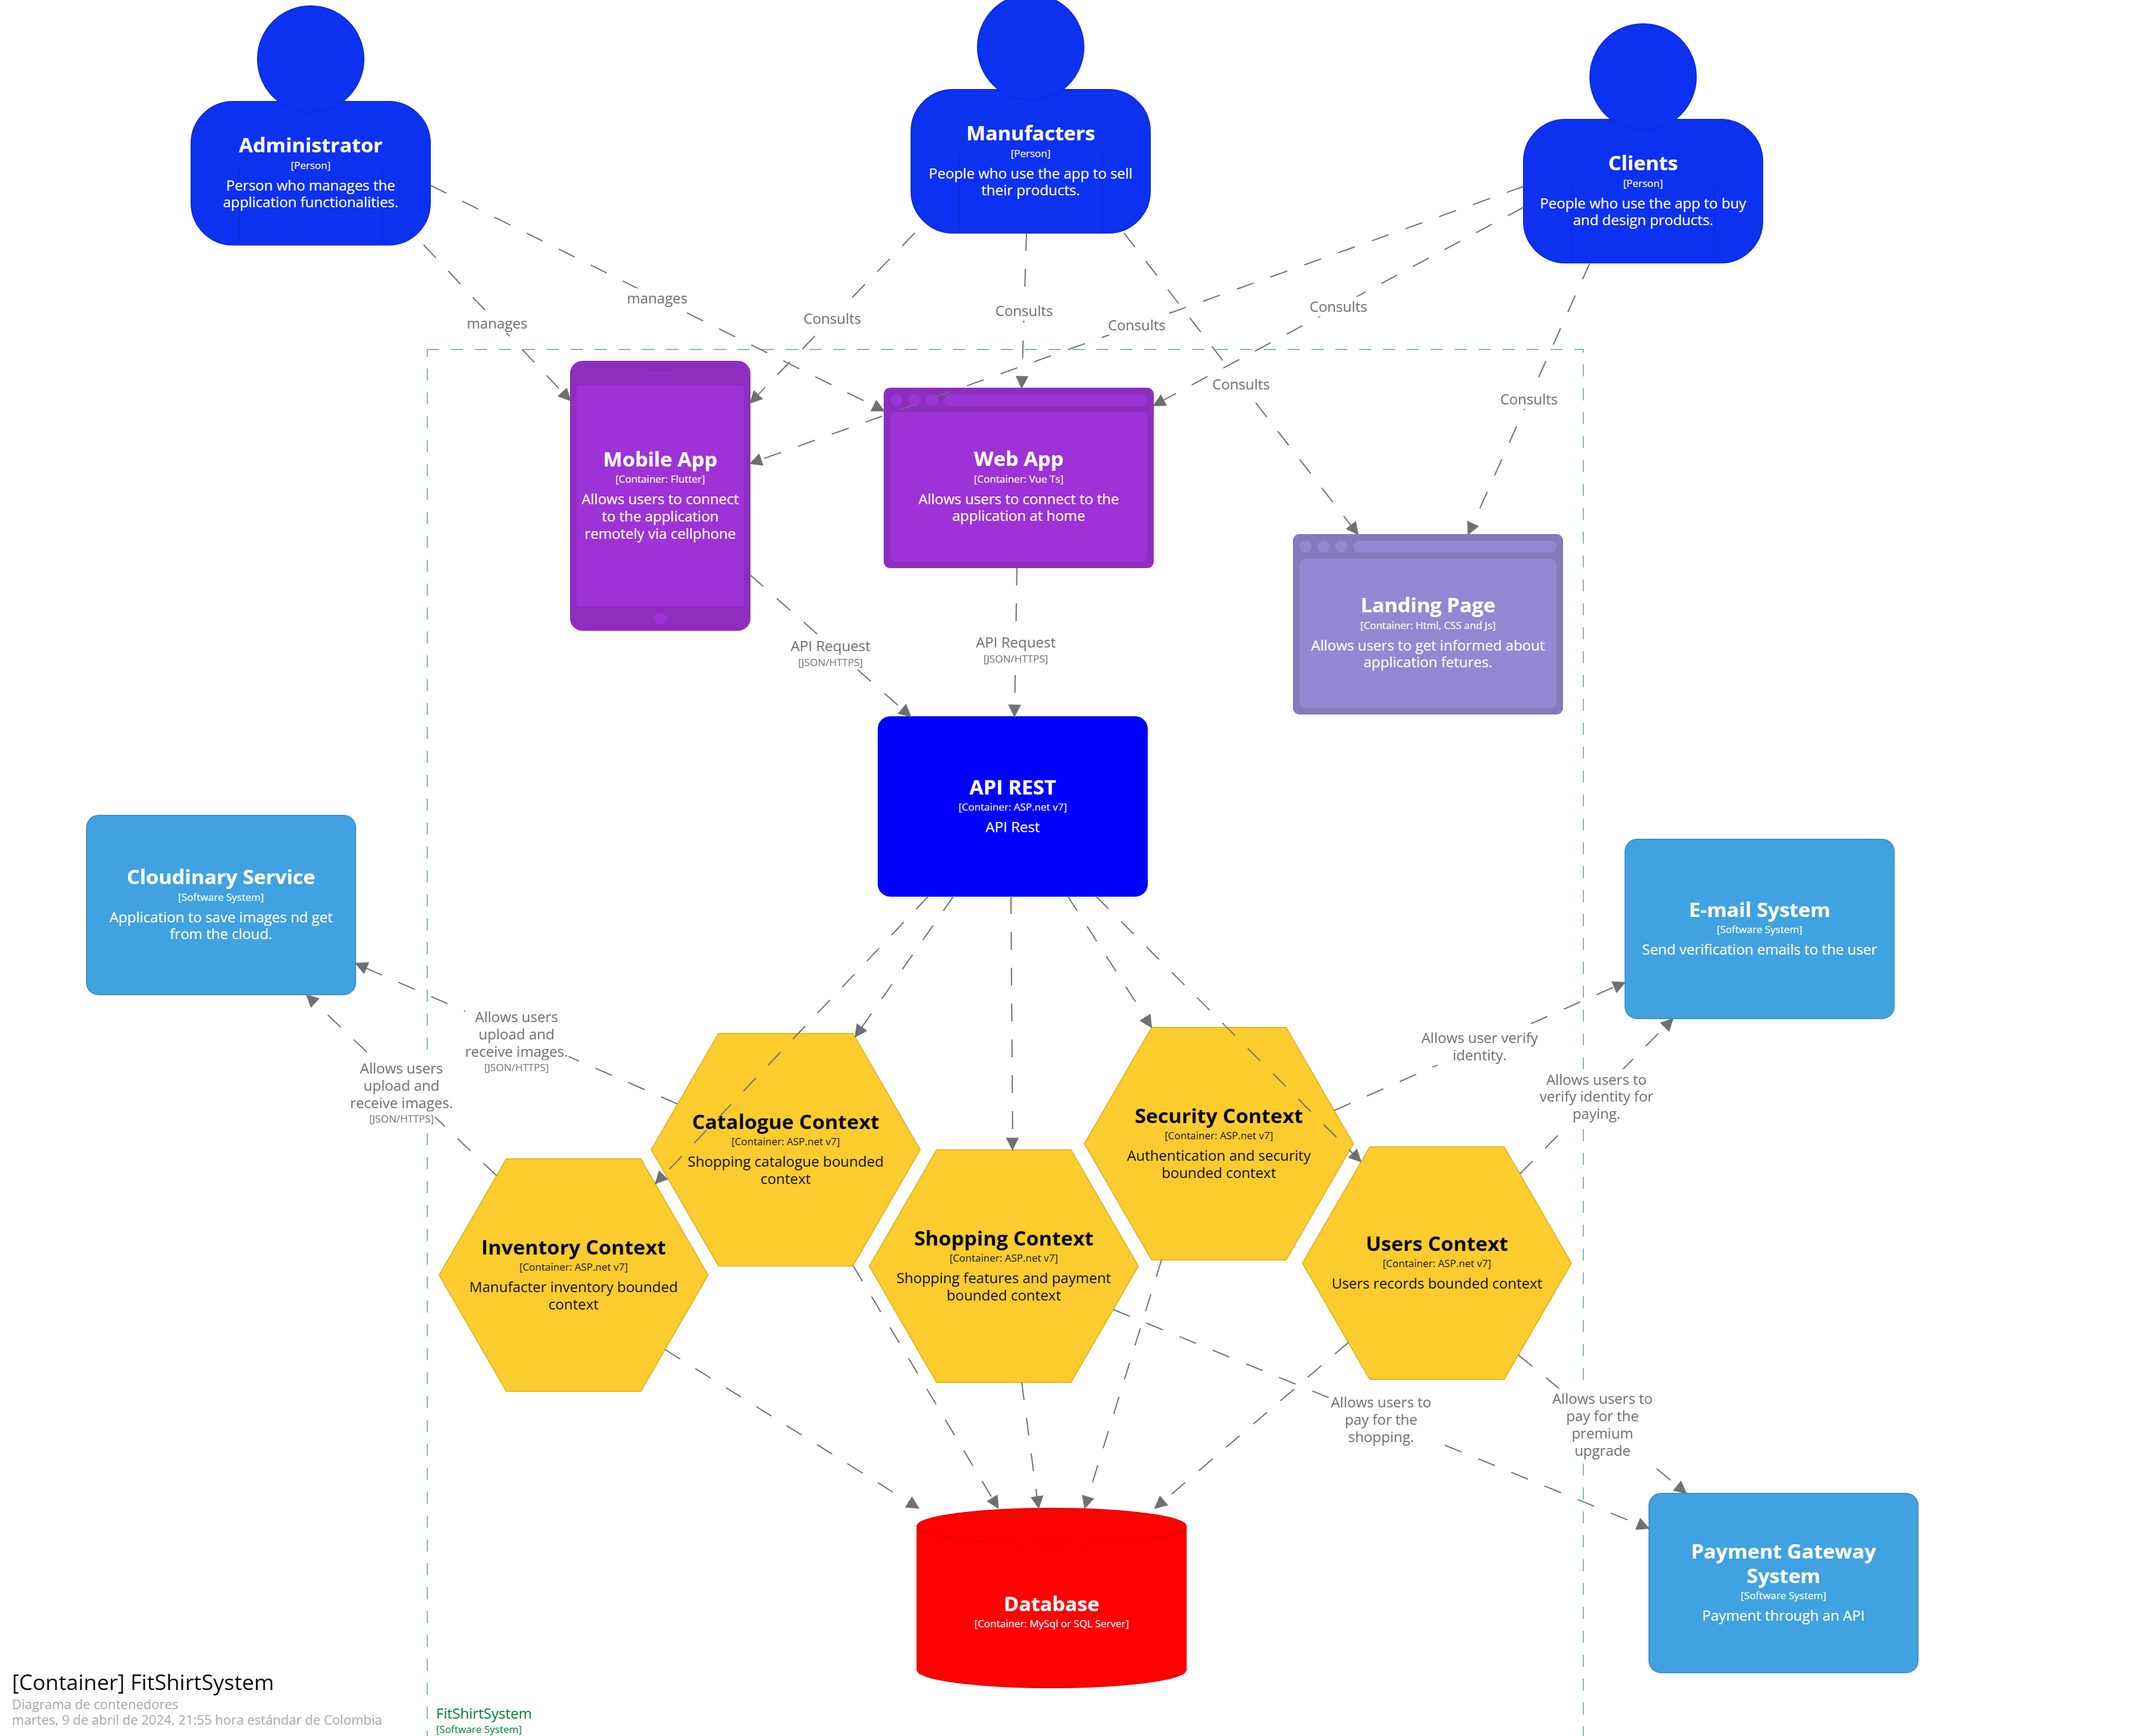 Administrator
[Person]
Person who manages the
application functionalities.
Manufacters
[Person]
People who use the app to sell
their products.
Clients
[Person]
People who use the app to buy
and design products.
manages
manages
Consults
Consults
Consults
Consults
Consults
Consults
Mobile App
[Container: Flutter]
Allows users to connect
to the application
remotely via cellphone
Web App
[Container: Vue Ts]
Allows users to connect to the
application at home
Landing Page
[Container: Html, CSS and Js]
Allows users to get informed about
application fetures.
API Request
[JSON/HTTPS]
API Request
[JSON/HTTPS]
API REST
[Container: ASP.net v7]
API Rest
Cloudinary Service
[Software System]
Application to save images nd get
from the cloud.
E-mail System
[Software System]
Send verification emails to the user
Allows users
upload and
receive images.
[JSON/HTTPS]
Allows users
upload and
receive images.
[JSON/HTTPS]
Allows user verify
identity.
Allows users to
verify identity for
paying.
Catalogue Context
[Container: ASP.net v7]
Shopping catalogue bounded
context
Security Context
[Container: ASP.net v7]
Authentication and security
bounded context
Inventory Context
[Container: ASP.net v7]
Manufacter inventory bounded
context
Shopping Context
[Container: ASP.net v7]
Shopping features and payment
bounded context
Users Context
[Container: ASP.net v7]
Users records bounded context
Allows users to
pay for the
shopping.
Allows users to
pay for the
premium
upgrade
Database
[Container: MySql or SQL Server]
Payment Gateway
System
[Software System]
Payment through an API
[Container] FitShirtSystem
Diagrama de contenedores
martes, 9 de abril de 2024, 21:55 hora estándar de Colombia
FitShirtSystem
[Software System]